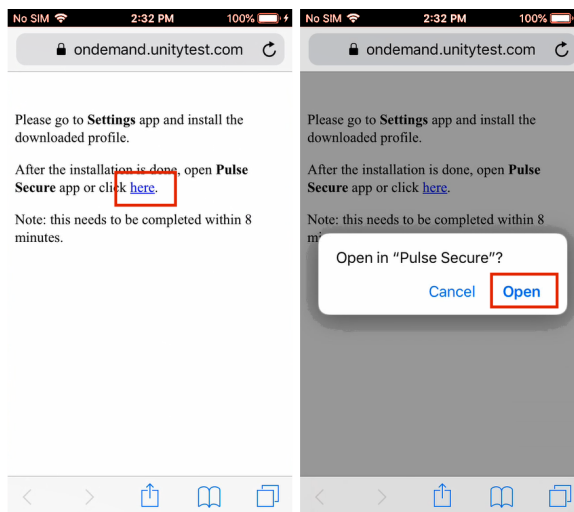 No SIM 2:32 PM 100%
ondemand.unitytest.com
Please go to Settings app and install the
downloaded profile.
After the installation is done, open Pulse
Secure app or click here.
Note: this needs to be completed within 8
minutes.
No SIM 2:32 PM 100%
ondemand.unitytest.com
Please go to Settings app and install the
downloaded profile.
After the installation is done, open Pulse
Secure app or click here.
Note: this needs to be completed within 8
Open in “Pulse Secure”?
Cancel Open